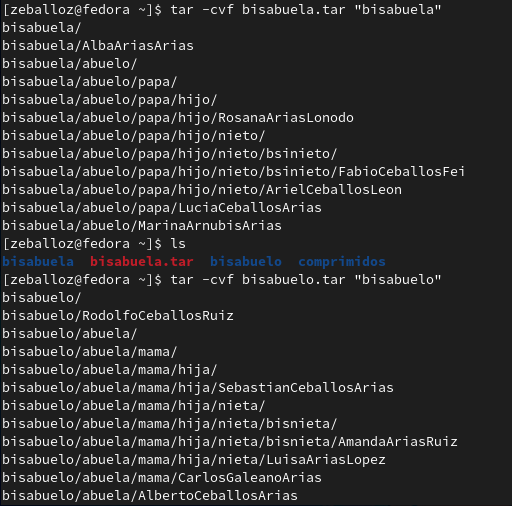 [zeballoz@fedora ~]$ tar -cvf bisabuela.tar "bisabuela"
bisabuela/
bisabuela/AlbaAriasArias
bisabuela/abuelo/
bisabuela/abuelo/papa/
bisabuela/abuelo/papa/hijo/
bisabuela/abuelo/papa/hijo/RosanaAriasLonodo
bisabuela/abuelo/papa/hijo/nieto/
bisabuela/abuelo/papa/hijo/nieto/bsinieto/
bisabuela/abuelo/papa/hijo/nieto/bsinieto/FabioCeballosFei
bisabuela/abuelo/papa/hijo/nieto/ArielCeballosLeon
bisabuela/abuelo/papa/LuciaCeballosArias
bisabuela/abuelo/MarinaArnubisArias
[zeballoz@fedora ~]$ ls
bisabuela  bisabuela.tar  bisabuelo  comprimidos
[zeballoz@fedora ~]$ tar -cvf bisabuelo.tar "bisabuelo"
bisabuelo/
bisabuelo/RodolfoCeballosRuiz
bisabuelo/abuela/
bisabuelo/abuela/mama/
bisabuelo/abuela/mama/hija/
bisabuelo/abuela/mama/hija/SebastianCeballosArias
bisabuelo/abuela/mama/hija/nieta/
bisabuelo/abuela/mama/hija/nieta/bisnieta/
bisabuelo/abuela/mama/hija/nieta/bisnieta/AmandaAriasRuiz
bisabuelo/abuela/mama/hija/nieta/LuisaAriasLopez
bisabuelo/abuela/mama/CarlosGaleanoArias
bisabuelo/abuela/AlbertoCeballosArias